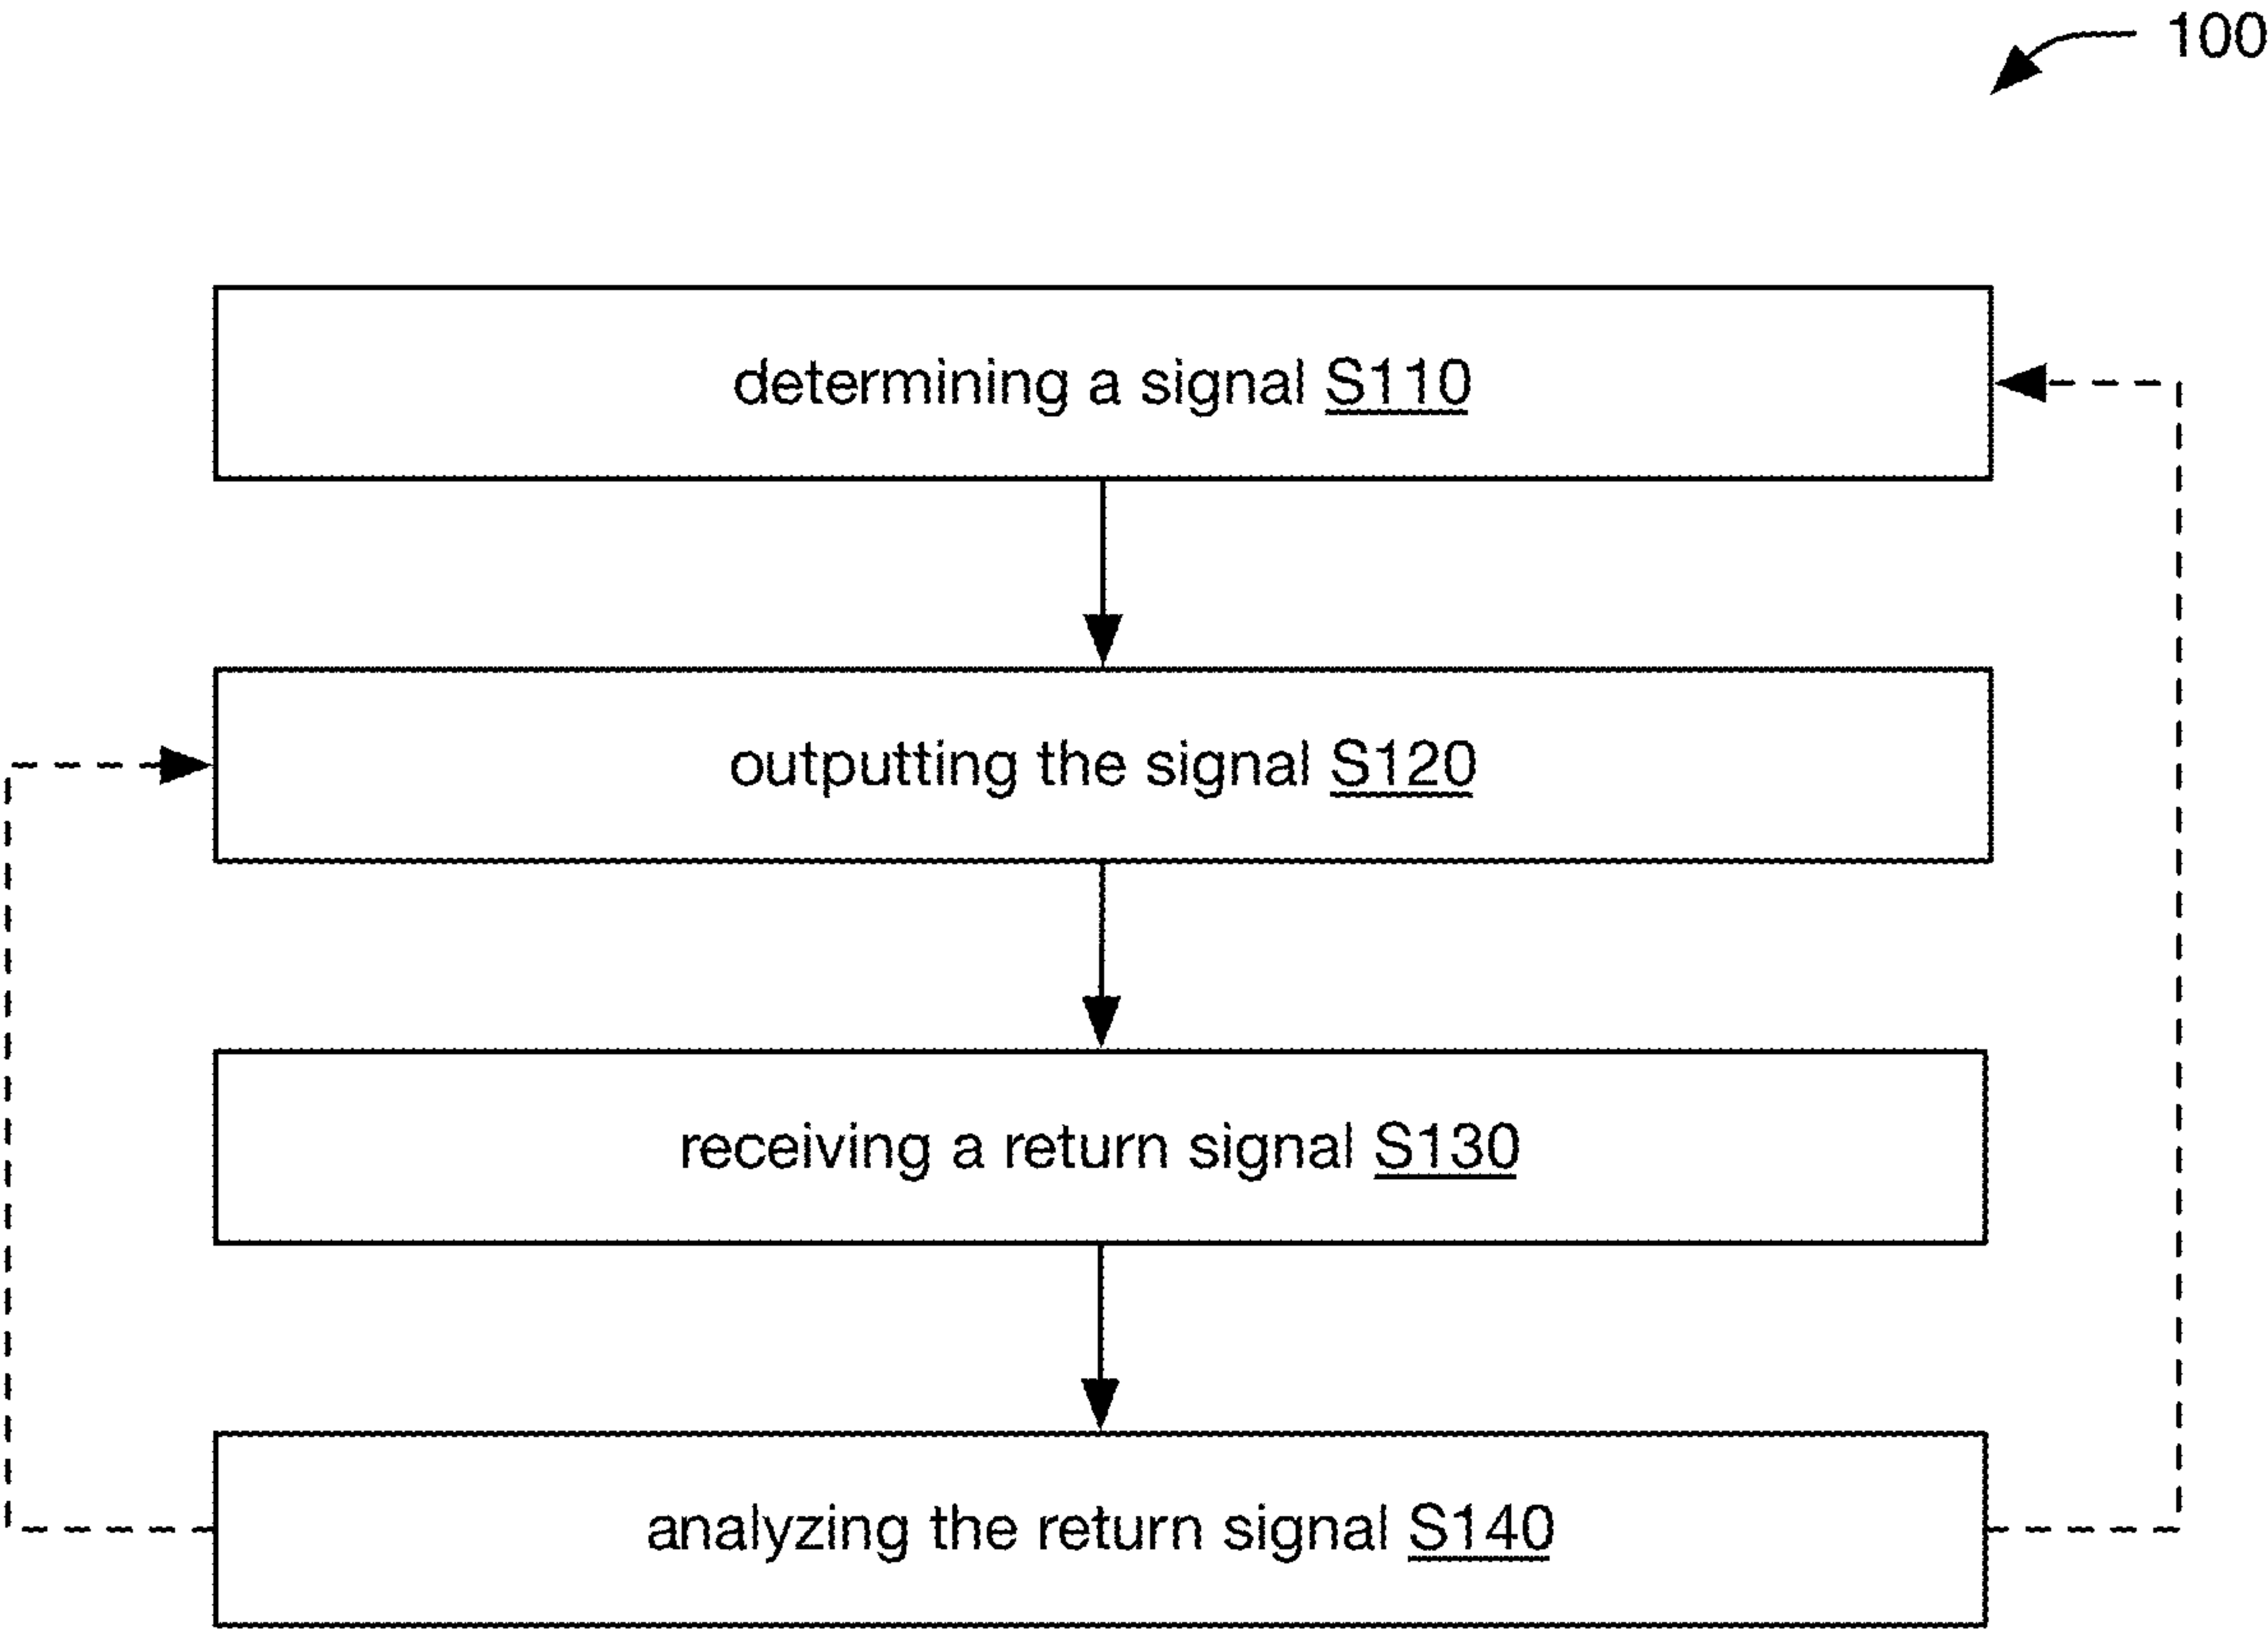 100
determining a signal S110
outputting the signal S120
receiving a return signal S130
analyzing the return signal S140